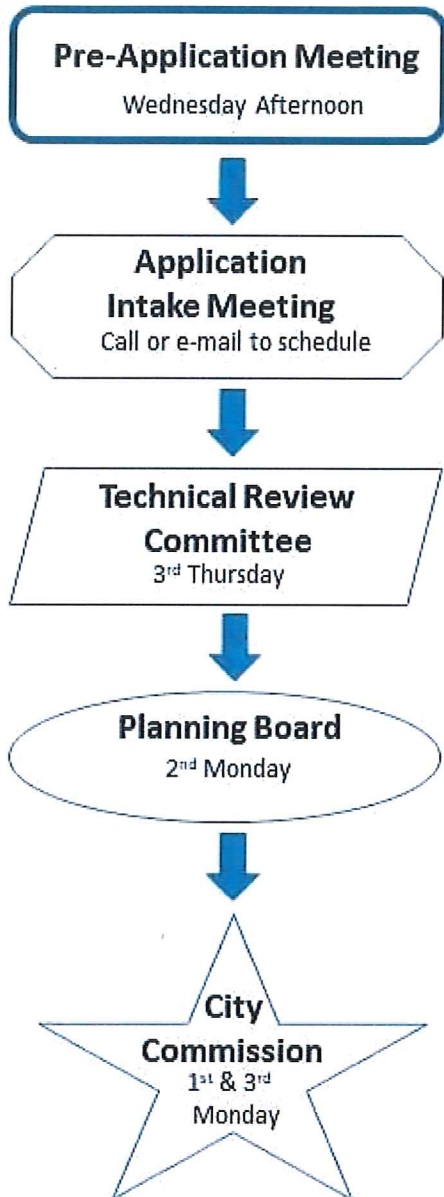 Pre-Application Meeting
Wednesday Afternoon
Application
Intake Meeting
Call or e-mail to schedule
Technical Review
Committee
3rd Thursday
Planning Board
2nd Monday
City
Commission
1st & 3rd
Monday